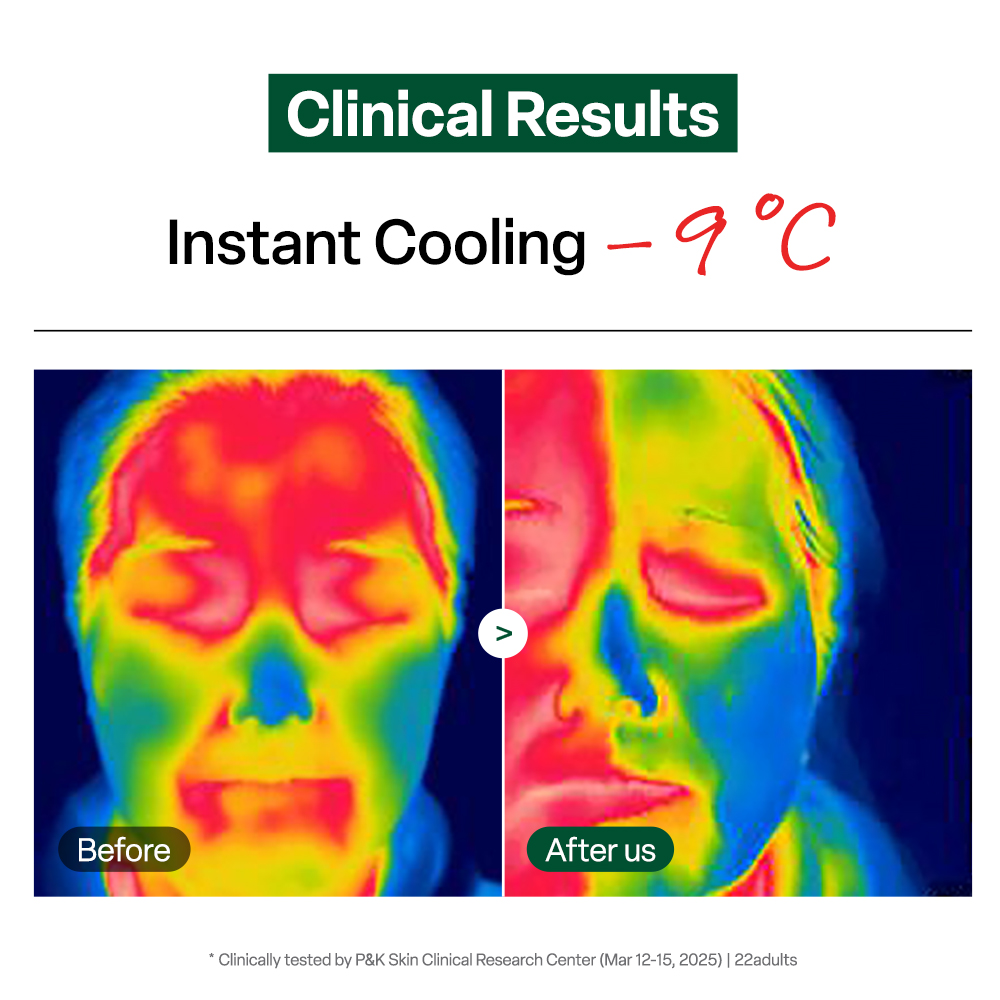 Clinical Results
Instant Cooling – 9 °C
>
Before
After us
* Clinically tested by P&K Skin Clinical Research Center (Mar 12-15, 2025) | 22adults